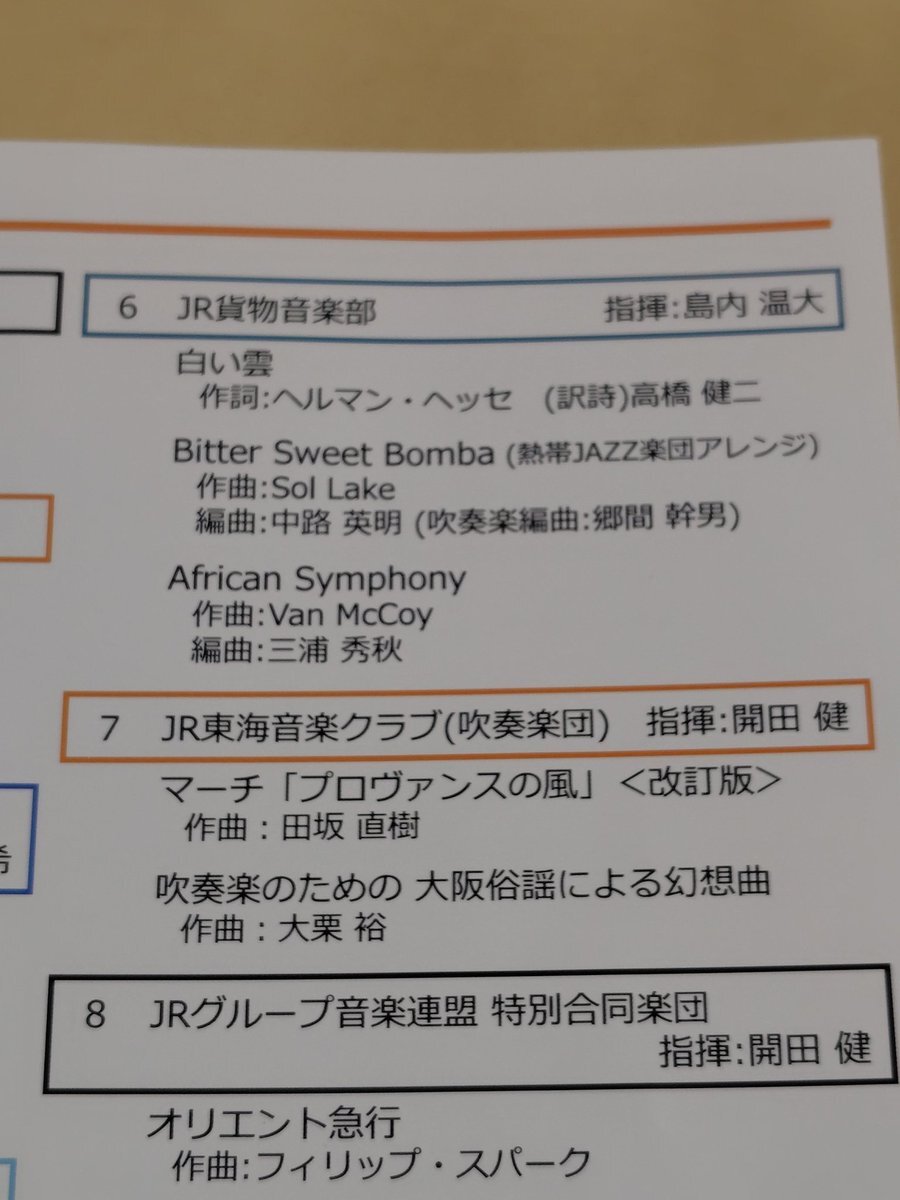 6 JR貨物音楽部 指揮:島内 温大
白い雲
作詞:ヘルマン・ヘッセ (訳詩)高橋 健二
Bitter Sweet Bomba (熱帯JAZZ楽団アレンジ)
作曲:Sol Lake
編曲:中路 英明 (吹奏楽編曲:郷間 幹男)
African Symphony
作曲:Van McCoy
編曲:三浦 秀秋
7 JR東海音楽クラブ(吹奏楽団) 指揮:開田 健
マーチ「プロヴァンスの風」<改訂版>
作曲:田坂 直樹
希
吹奏楽のための 大阪俗謡による幻想曲
作曲:大栗 裕
8 JRグループ音楽連盟 特別合同楽団
指揮:開田 健
オリエント急行
作曲:フィリップ・スパーク